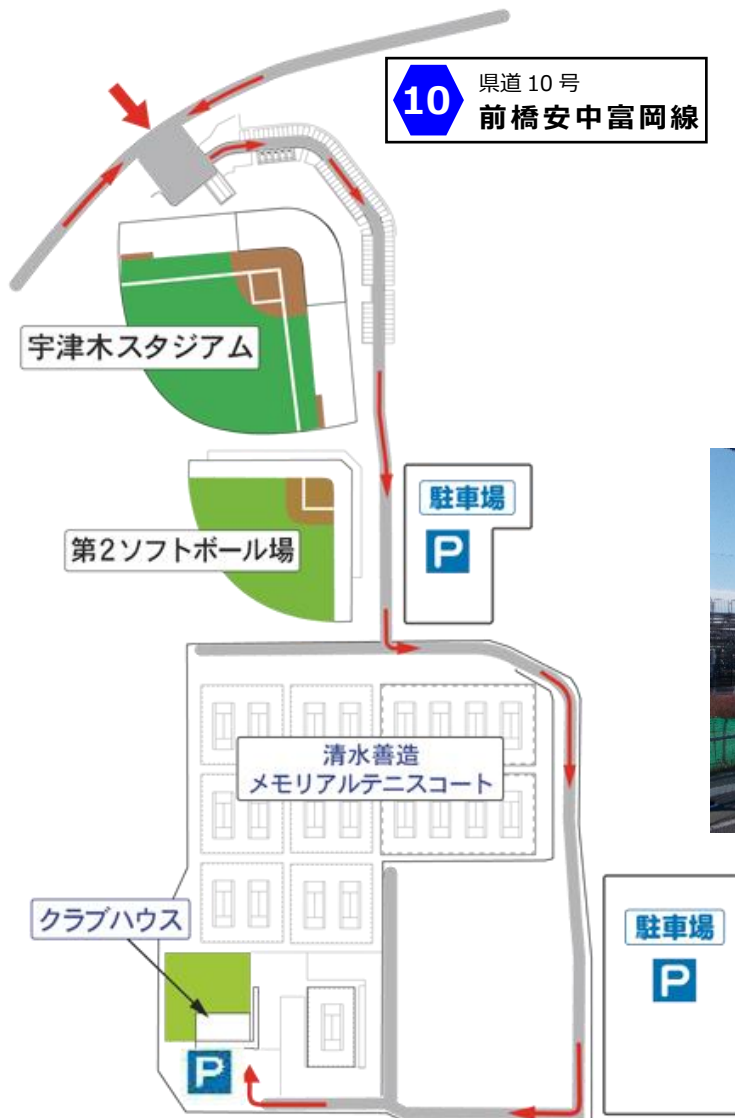 10
県道 10 号
前橋安中富岡線
宇津木スタジアム
駐車場
P
第2ソフトボール場
清水善造
メモリアルテニスコート
クラブハウス
駐車場
P
P